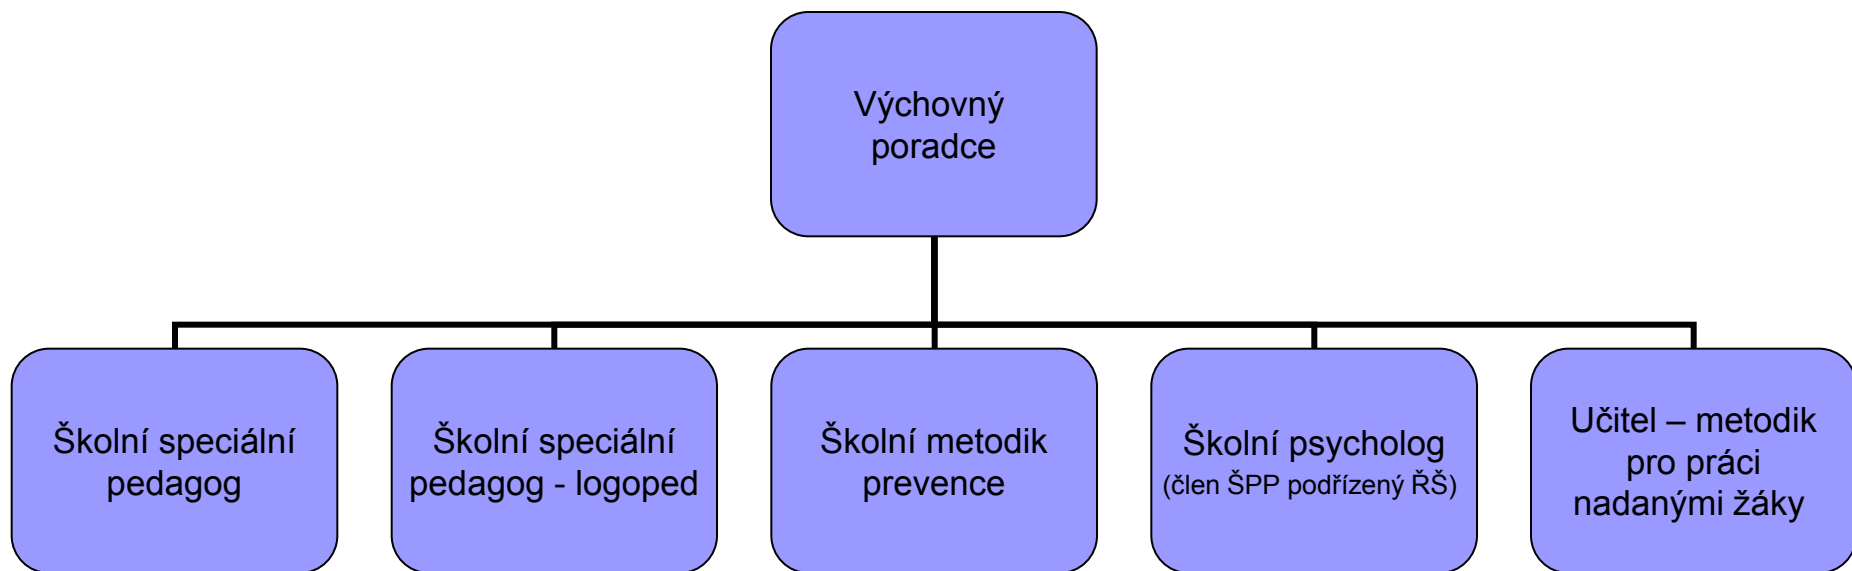 Výchovný
poradce
Školní speciální
pedagog
Školní speciální
pedagog - logoped
Školní metodik
prevence
Školní psycholog
(člen ŠPP podřízený ŘŠ)
Učitel – metodik
pro práci
nadanými žáky